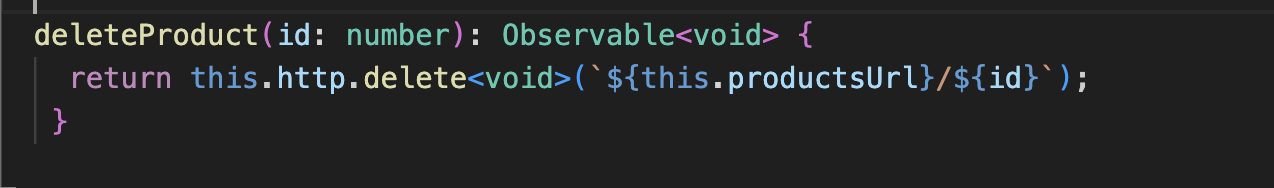 deleteProduct(id: number): Observable<void> {
return this.http.delete<void>(`${this.productsUrl}/${id}`);
}